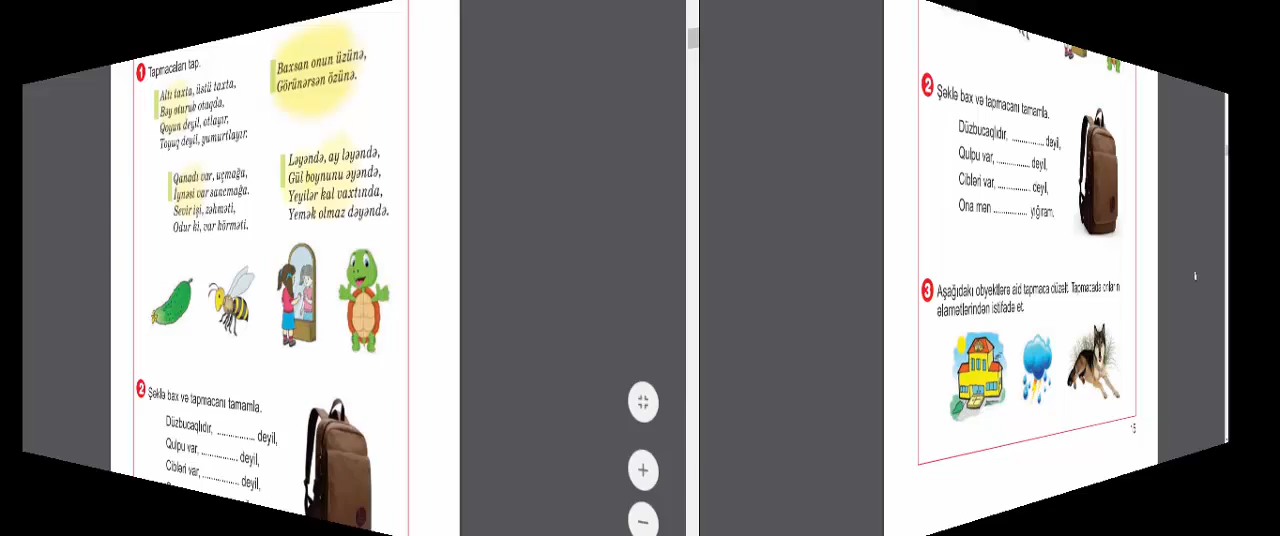 1 Tapmacaları tap.
Altı taxta, üstü taxta,
Bəy oturub otaqda,
Qoyun deyil, otlayır,
Toyuq deyil, yumurtlayır.
Baxsan onun üzünə,
Görünərsən özünə.
Qanadı var, uçmağa,
İynəsi var sancmağa.
Sevir işi, zəhməti,
Odur ki, var hörməti.
Ləyəndə, ay ləyəndə,
Gül boynunu əyəndə,
Yeyilər kal vaxtında,
Yemək olmaz dəyəndə.
2 Şəklə bax və tapmacanı tamamla.
Düzbucaqlıdır, .............. deyil,
Qulpu var, ............. deyil,
Cibləri var, ............ deyil,
2 Şəklə bax və tapmacanı tamamla.
Düzbucaqlıdır, .............. deyil,
Qulpu var, ............. deyil,
Cibləri var, ............ deyil,
Ona mən ............. yığıram.
3 Aşağıdakı obyektlərə aid tapmaca düzəlt. Tapmacada onların
əlamətlərindən istifadə et.
15